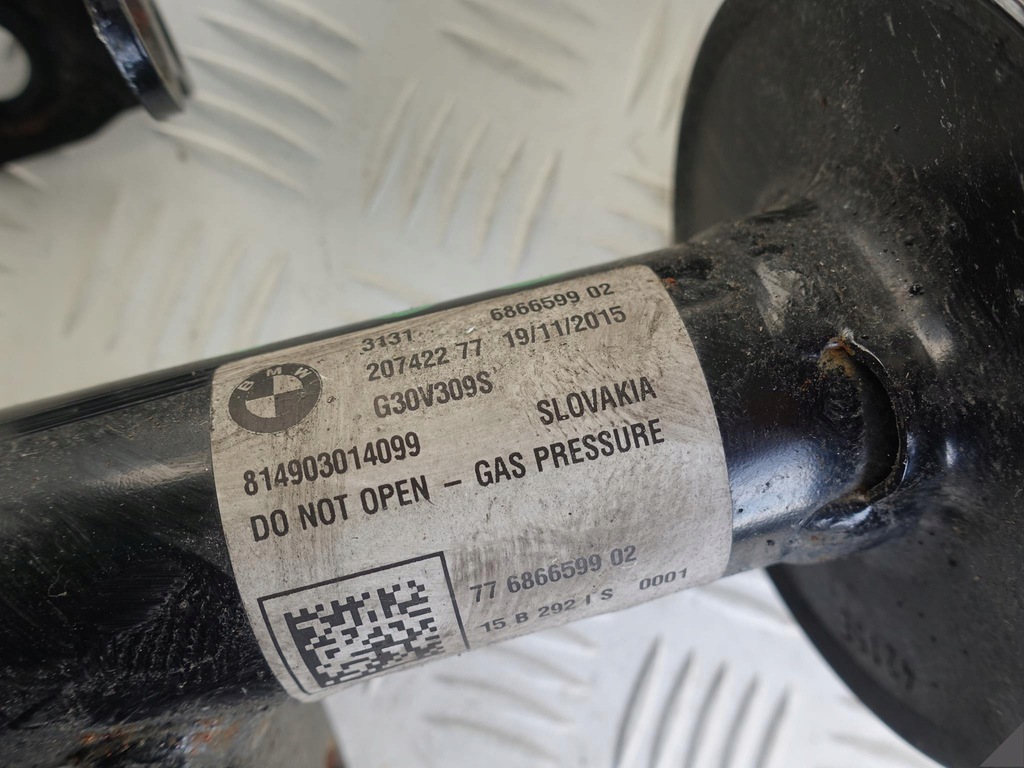 3131 6866599 02
207422 77 19/11/2015
BMW
G30V309S
814903014099 SLOVAKIA
DO NOT OPEN – GAS PRESSURE
77 6866599 02
15 B 292 I S 0001